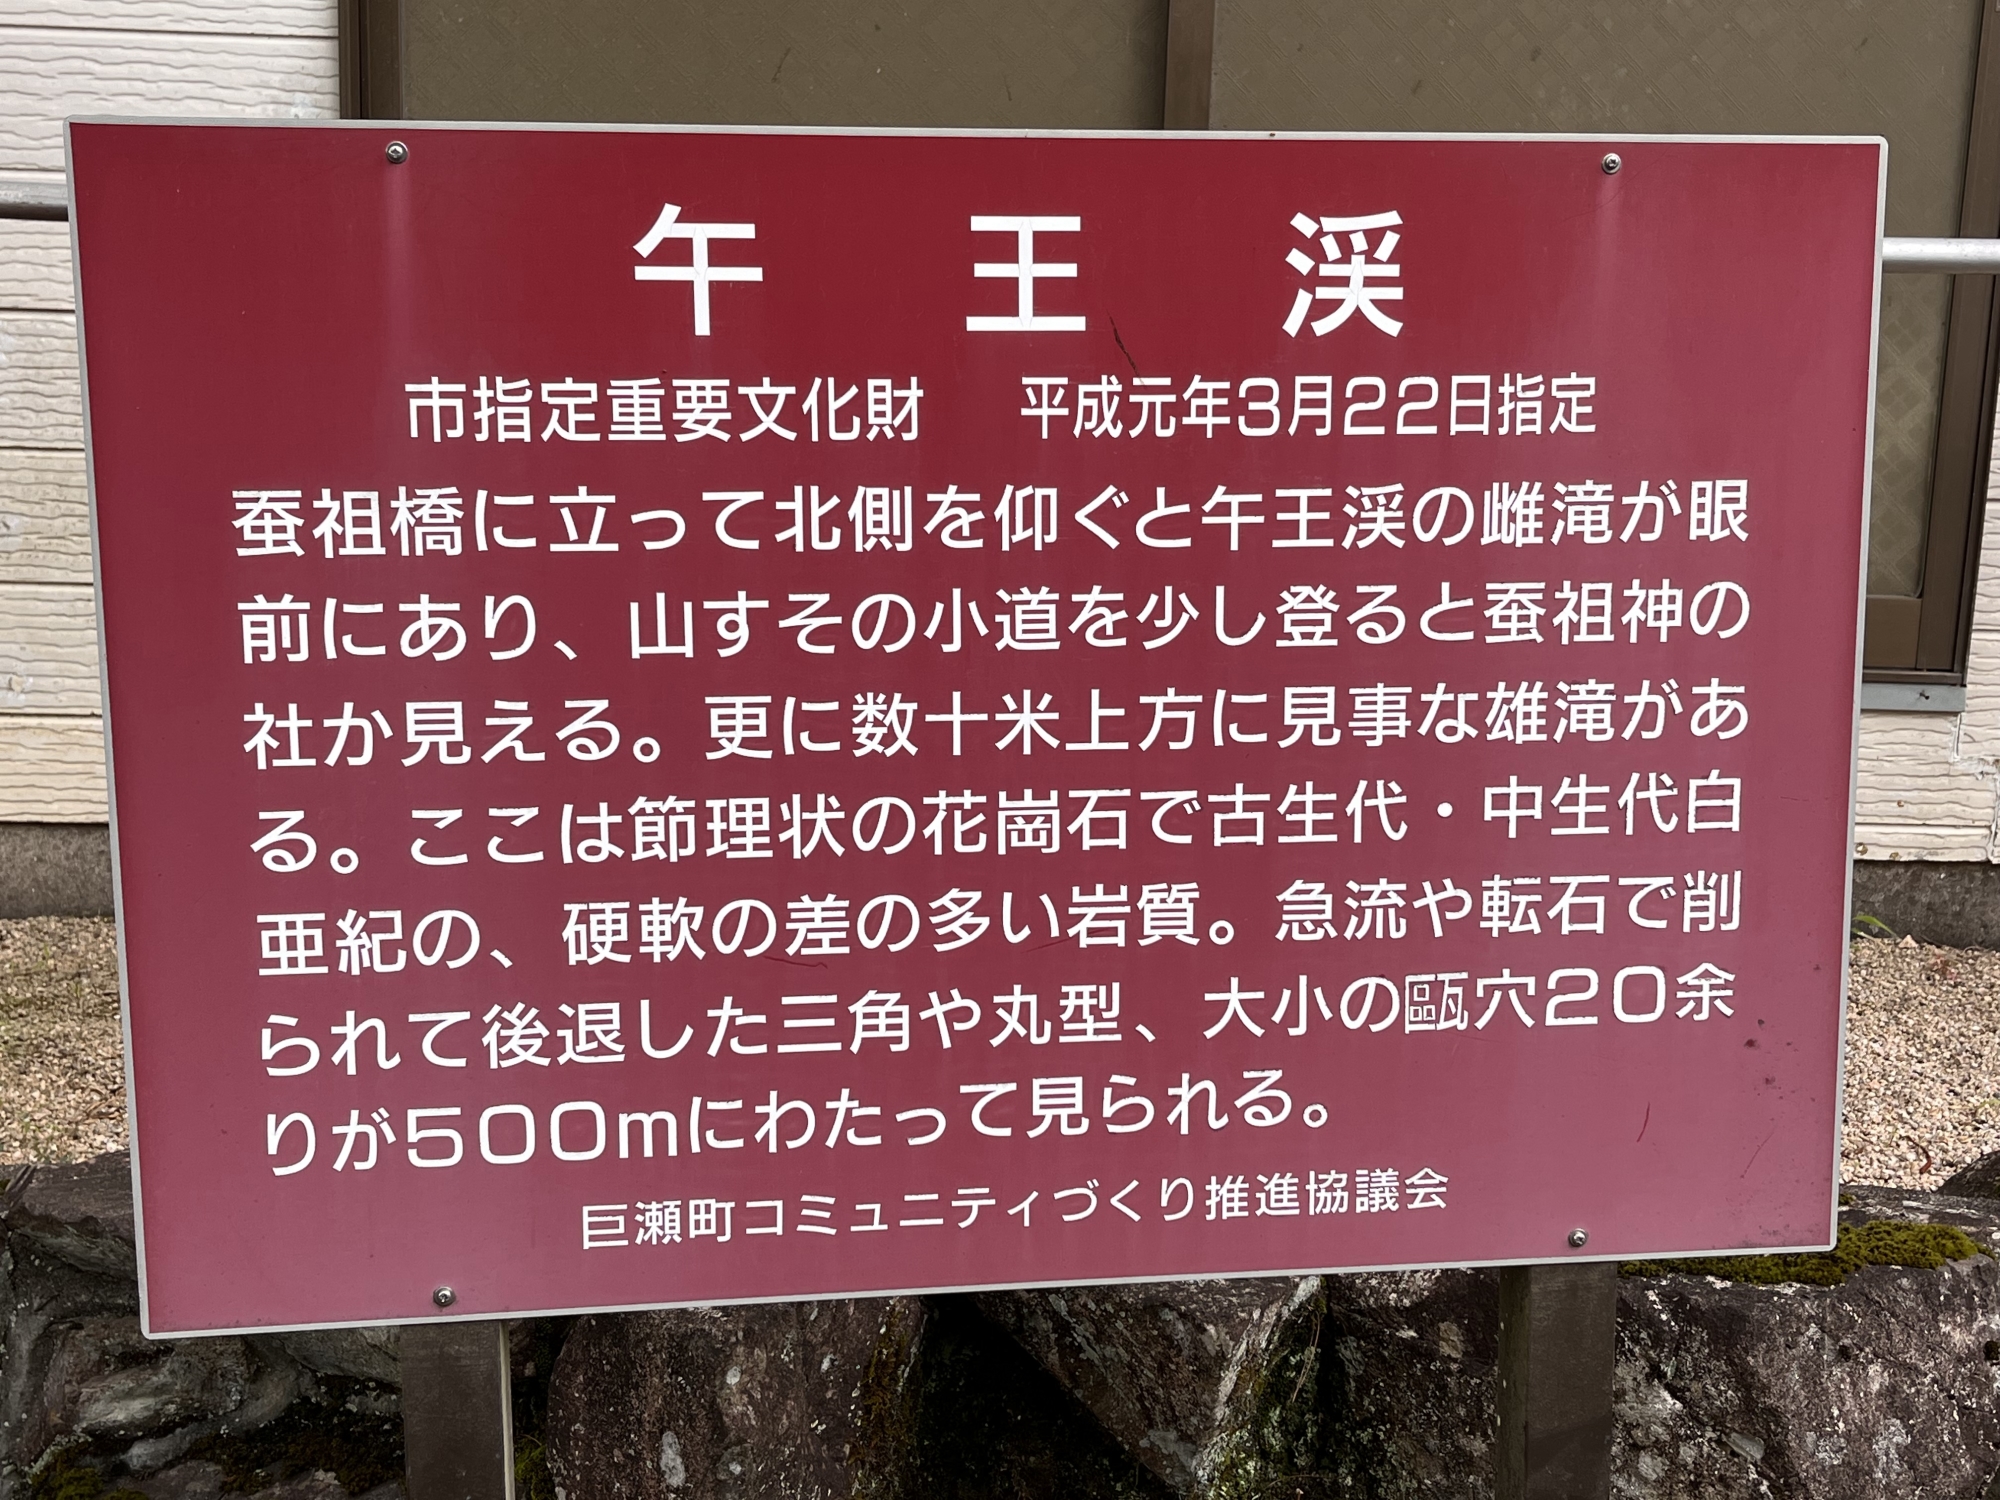 午王渓
市指定重要文化財　平成元年3月22日指定
蚕祖橋に立って北側を仰ぐと午王渓の雌滝が眼
前にあり、山すその小道を少し登ると蚕祖神の
社か見える。更に数十米上方に見事な雄滝があ
る。ここは節理状の花崗石で古生代・中生代白
亜紀の、硬軟の差の多い岩質。急流や転石で削
られて後退した三角や丸型、大小の甌穴20余
りが500mにわたって見られる。
巨瀬町コミュニティづくり推進協議会